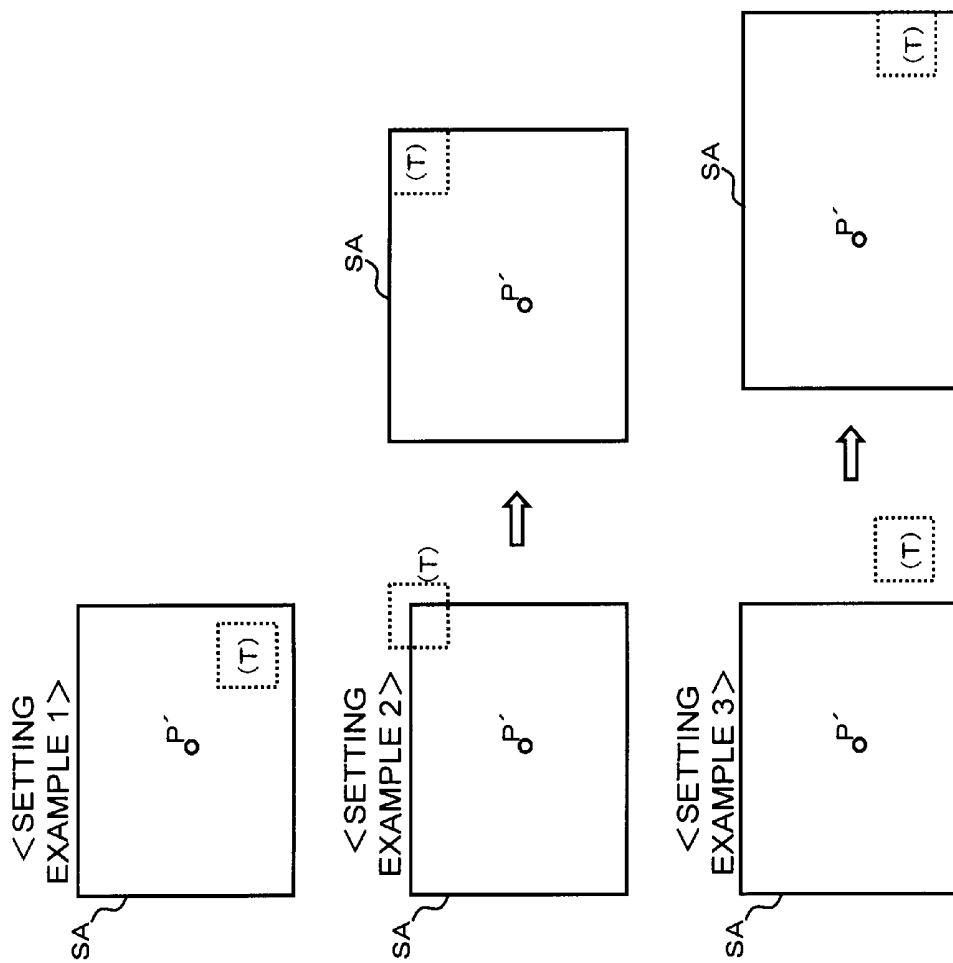 <SETTING
EXAMPLE 1>
SA
P´
(T)
<SETTING
EXAMPLE 2>
SA
P´
(T)
SA
P´
(T)
<SETTING
EXAMPLE 3>
SA
P´
(T)
SA
P´
(T)